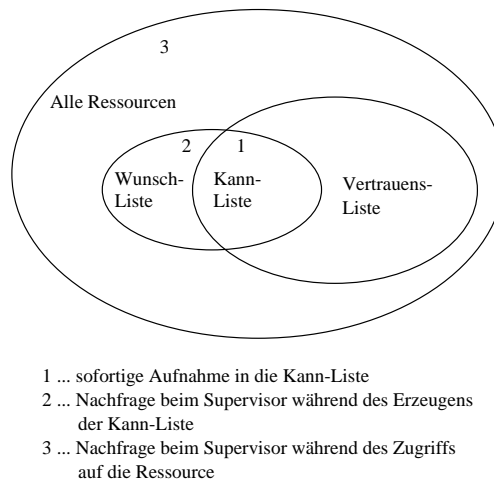 3
Alle Ressourcen
2 1
Wunsch- Kann- Vertrauens-
Liste Liste Liste
1 ... sofortige Aufnahme in die Kann-Liste
2 ... Nachfrage beim Supervisor während des Erzeugens
der Kann-Liste
3 ... Nachfrage beim Supervisor während des Zugriffs
auf die Ressource